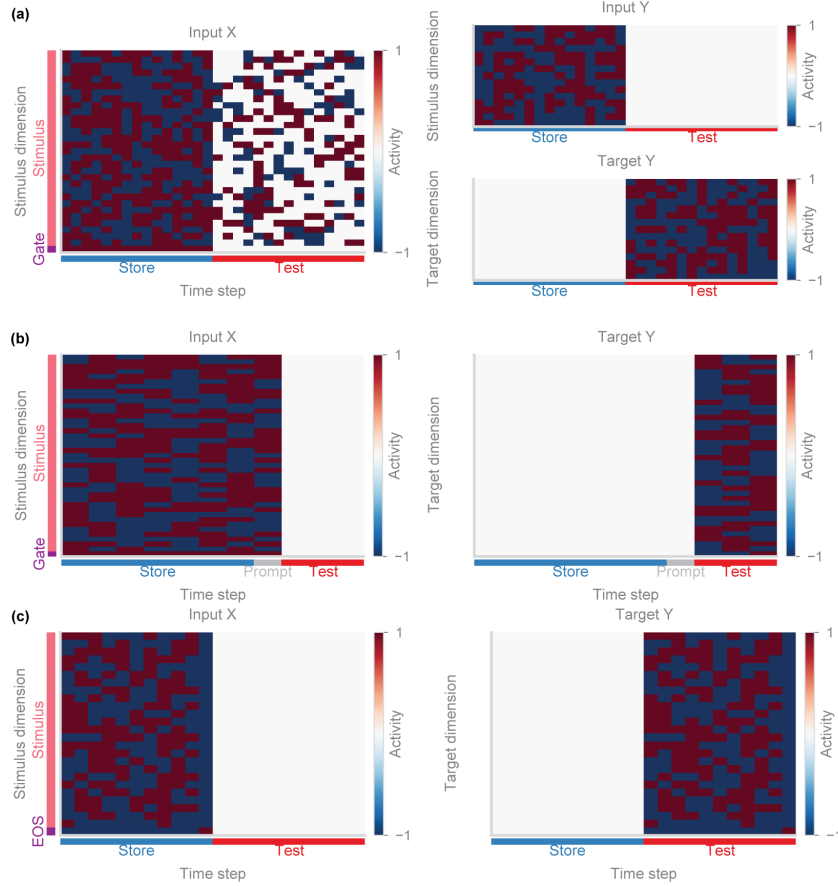 (a)
Input X
Stimulus dimension
Stimulus
Gate
1
−1
Activity
Store
Test
Time step
Input Y
Stimulus dimension
1
−1
Activity
Store
Test
Target Y
Target dimension
1
−1
Activity
Store
Test
(b)
Input X
Stimulus dimension
Stimulus
Gate
1
−1
Activity
Store
Prompt
Test
Time step
Target Y
Target dimension
1
−1
Activity
Store
Prompt
Test
Time step
(c)
Input X
Stimulus dimension
Stimulus
EOS
1
−1
Activity
Store
Test
Time step
Target Y
Target dimension
1
−1
Activity
Store
Test
Time step